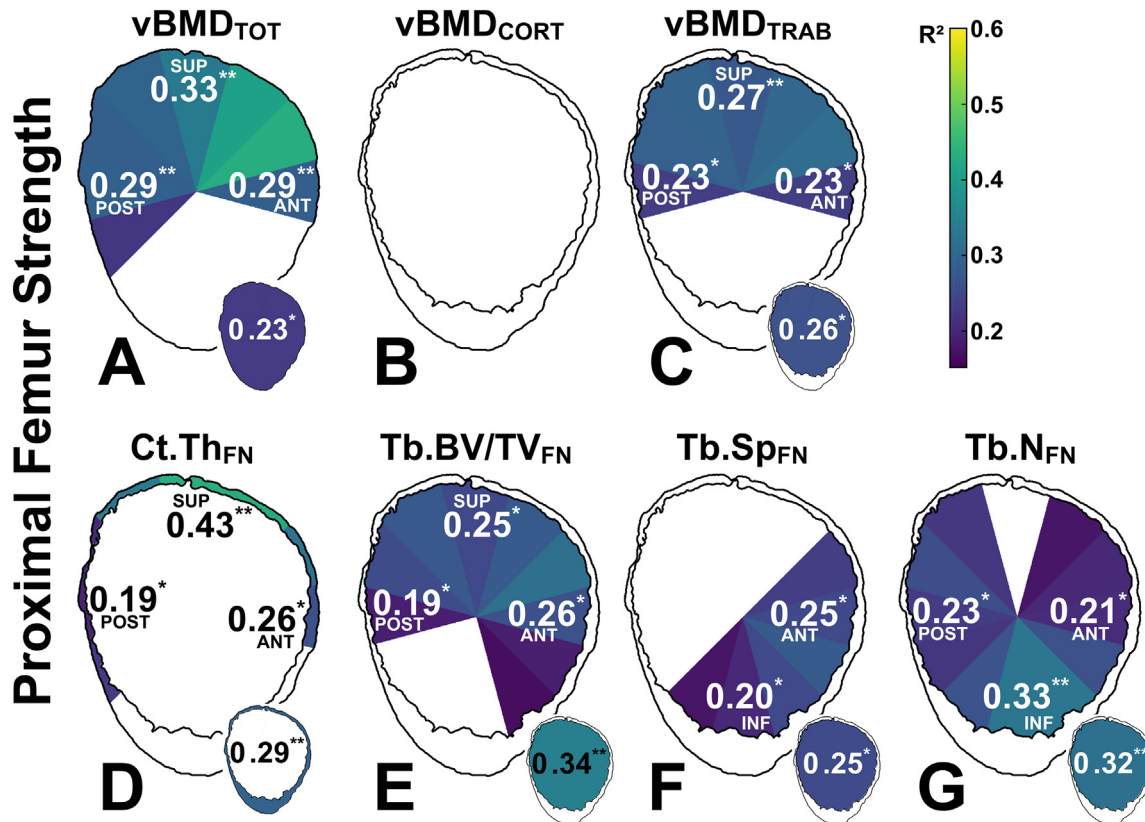 Proximal Femur Strength
vBMDTOT
vBMDCORT
vBMDTRAB
R²
0.6
0.5
0.4
0.3
0.2
SUP
0.33**
0.29**
POST
0.29**
ANT
0.23*
A
B
SUP
0.27**
0.23*
POST
0.23*
ANT
0.26*
C
Ct.ThFN
Tb.BV/TVFN
Tb.SpFN
Tb.NFN
SUP
0.43**
0.19*
POST
0.26*
ANT
0.29**
D
SUP
0.25*
0.19*
POST
0.26*
ANT
0.34**
E
0.25*
ANT
0.20*
INF
0.25*
F
0.23*
POST
0.21*
ANT
0.33**
INF
0.32**
G